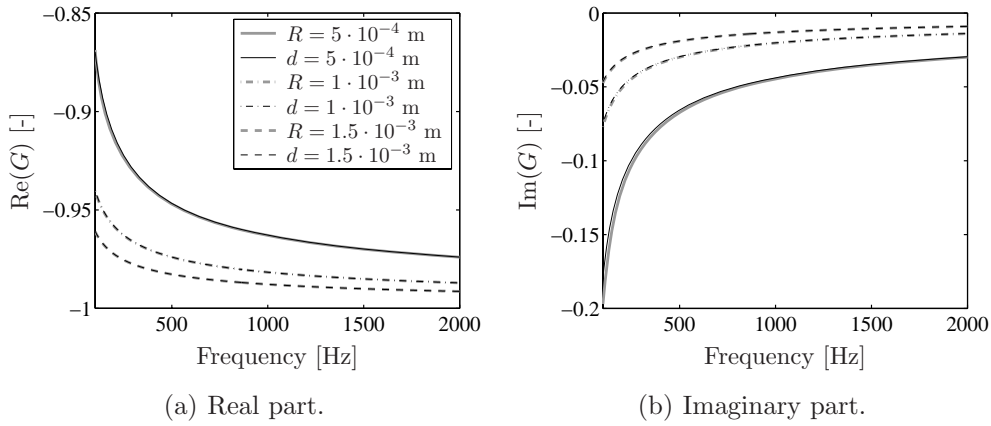 −0.85
−0.9
−0.95
−1
500
1000
1500
2000
Re(G) [-]
Frequency [Hz]
R = 5 · 10⁻⁴ m
d = 5 · 10⁻⁴ m
R = 1 · 10⁻³ m
d = 1 · 10⁻³ m
R = 1.5 · 10⁻³ m
d = 1.5 · 10⁻³ m
(a) Real part.
0
−0.05
−0.1
−0.15
−0.2
500
1000
1500
2000
Im(G) [-]
Frequency [Hz]
(b) Imaginary part.